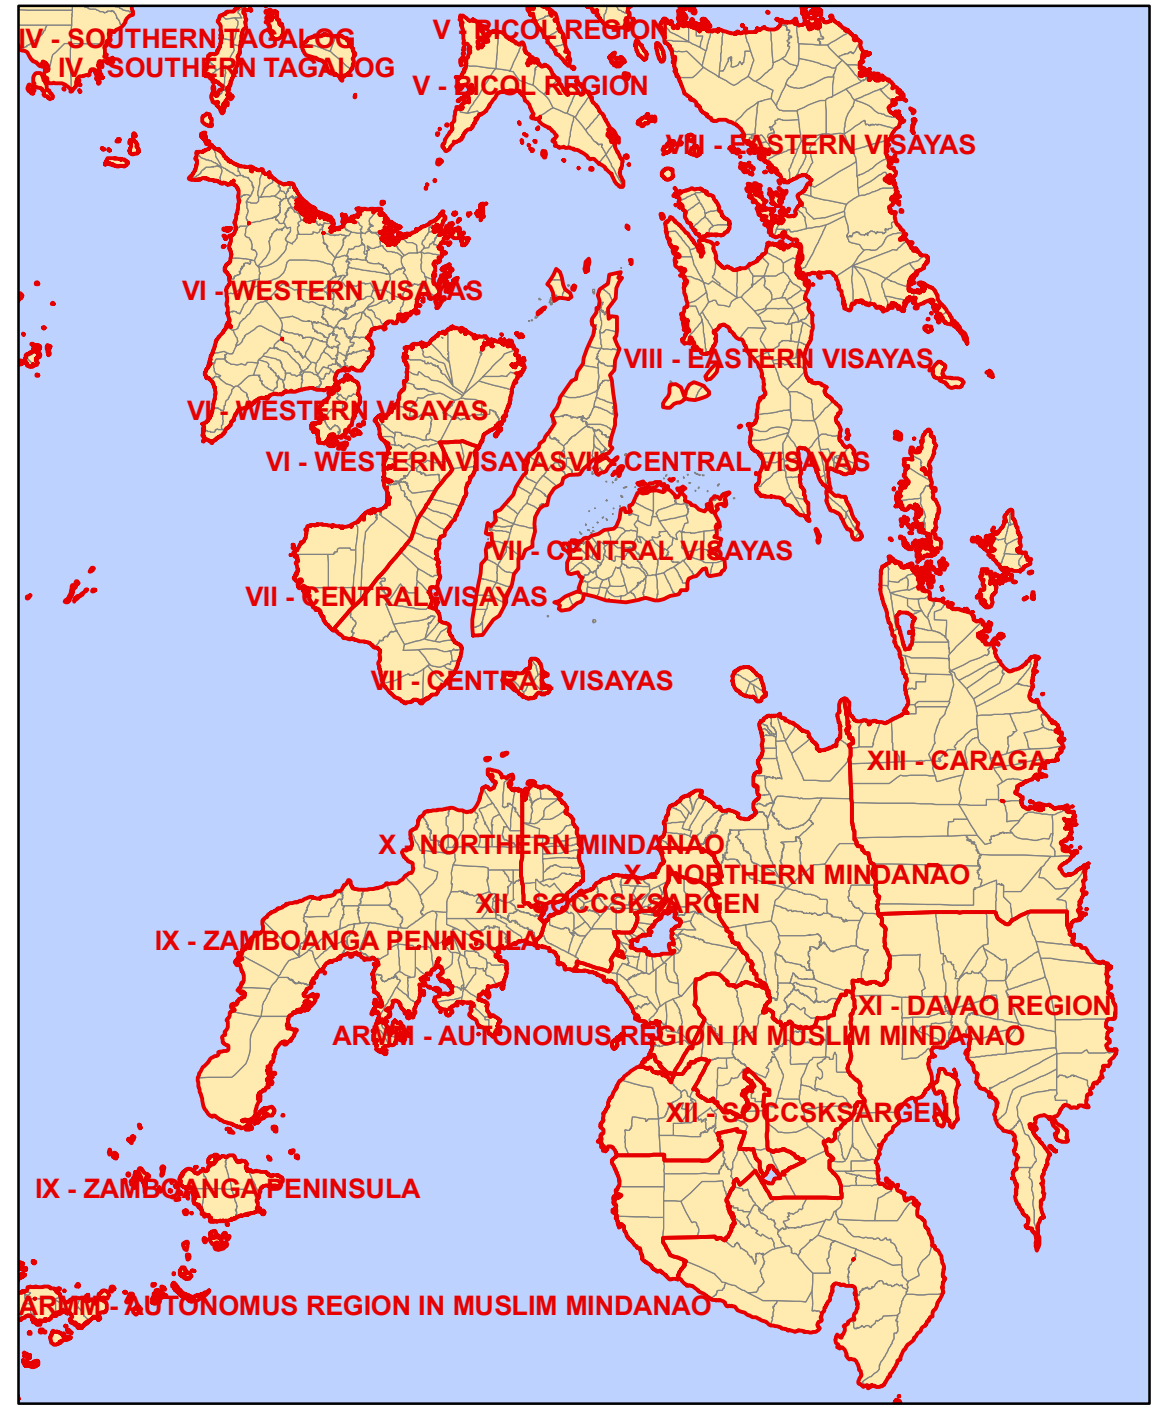 IV - SOUTHERN TAGALOG
V - BICOL REGION
IV - SOUTHERN TAGALOG
V - BICOL REGION
VIII - EASTERN VISAYAS
VI - WESTERN VISAYAS
VIII - EASTERN VISAYAS
VI - WESTERN VISAYAS
VI - WESTERN VISAYAS
VII - CENTRAL VISAYAS
VII - CENTRAL VISAYAS
VII - CENTRAL VISAYAS
VII - CENTRAL VISAYAS
XIII - CARAGA
X - NORTHERN MINDANAO
X - NORTHERN MINDANAO
XII - SOCCSKSARGEN
IX - ZAMBOANGA PENINSULA
XI - DAVAO REGION
ARMM - AUTONOMUS REGION IN MUSLIM MINDANAO
XII - SOCCSKSARGEN
IX - ZAMBOANGA PENINSULA
ARMM - AUTONOMUS REGION IN MUSLIM MINDANAO